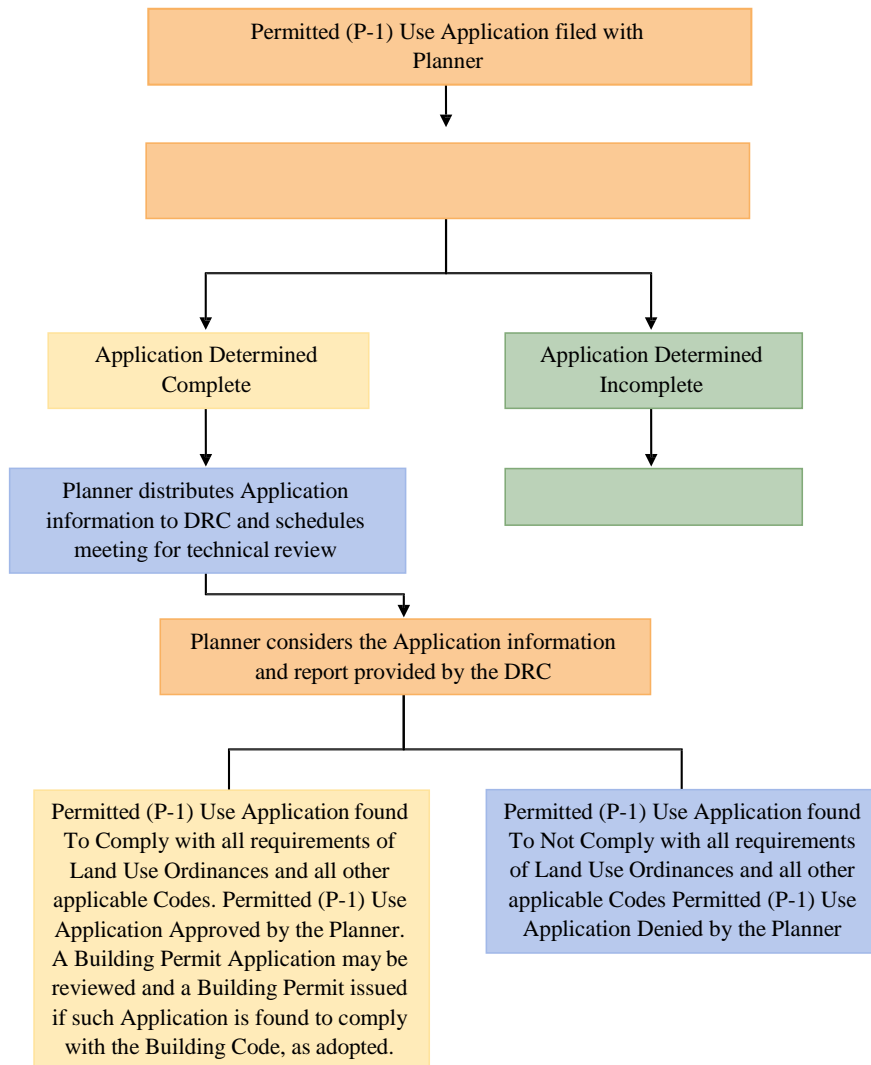 Permitted (P-1) Use Application filed with
Planner
Application Determined
Complete
Application Determined
Incomplete
Planner distributes Application
information to DRC and schedules
meeting for technical review
Planner considers the Application information
and report provided by the DRC
Permitted (P-1) Use Application found
To Comply with all requirements of
Land Use Ordinances and all other
applicable Codes. Permitted (P-1) Use
Application Approved by the Planner.
A Building Permit Application may be
reviewed and a Building Permit issued
if such Application is found to comply
with the Building Code, as adopted.
Permitted (P-1) Use Application found
To Not Comply with all requirements
of Land Use Ordinances and all other
applicable Codes Permitted (P-1) Use
Application Denied by the Planner